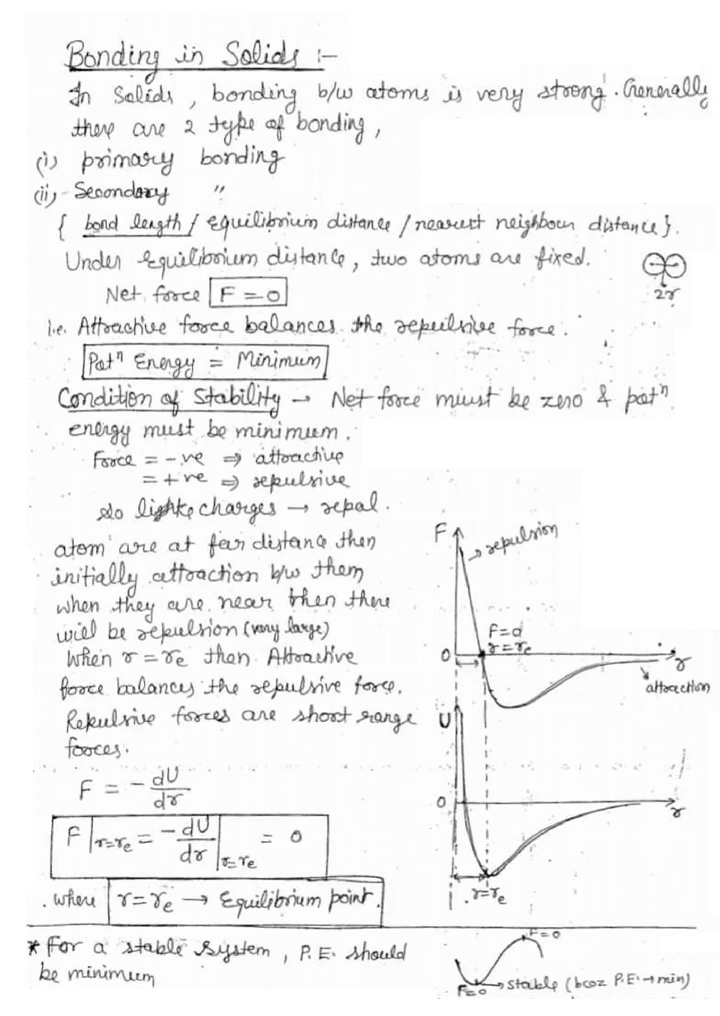 Bonding in Solids :-
In Solids, bonding b/w atoms is very strong. Generally
there are 2 type of bonding,
(i) primary bonding
(ii) Secondary "
{ bond length / Equilibrium distance / nearest neighbour distance}.
Under Equilibrium distance, two atoms are fixed.
2r
Net force F = 0
i.e. Attractive force balances the repulsive force.
Potⁿ Energy = Minimum
Condition of Stability → Net force must be zero & potⁿ
energy must be minimum.
Force = -ve ⇒ attractive
= +ve ⇒ repulsive
so charges → repal.
atom are at far distance then
initially attraction b/w them
when they are near then there
will be repulsion (very large)
when r = re then Attractive
force balances the repulsive force.
Repulsive forces are short range
forces.
F = - dU/dr
F|r=re = -dU/dr|r=re = 0
where r = re → Equilibrium point.
F
repulsion
F=0
r=re
0
r
attraction
U
0
r
r=re
* For a stable system, P.E. should
be minimum
F=0
F=0
stable (bcoz P.E. → min)